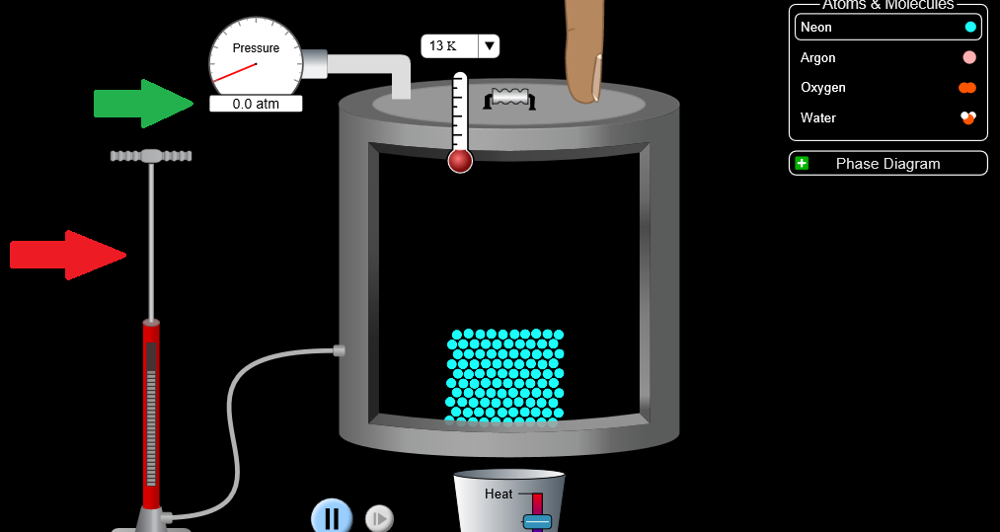 Atoms & Molecules
Pressure
13 K
Neon
Argon
0.0 atm
Oxygen
Water
Phase Diagram
Heat